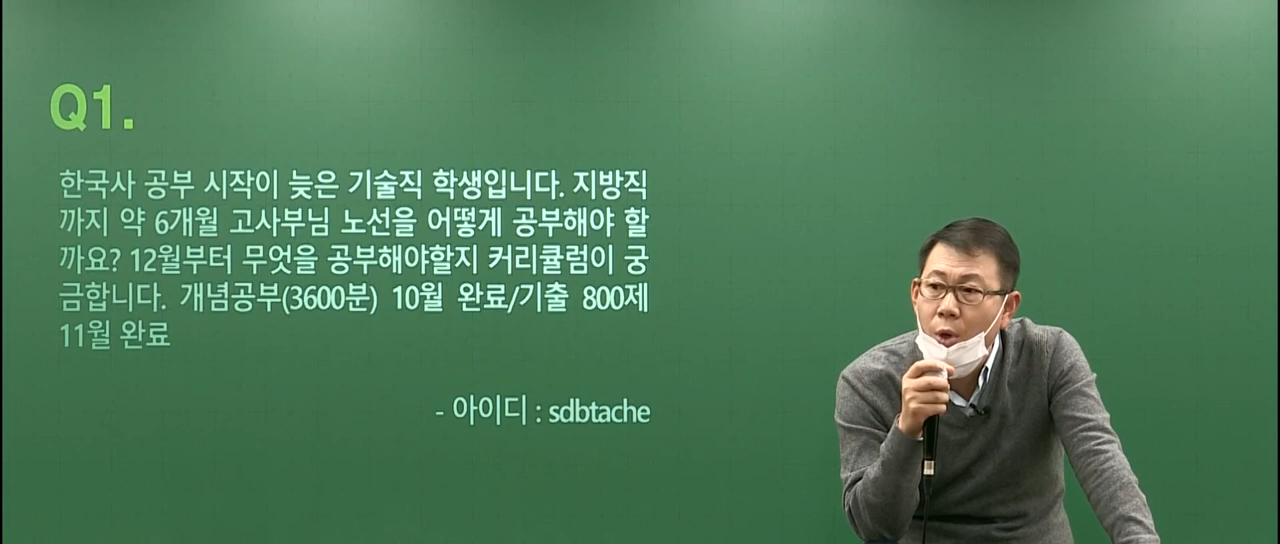 Q1.
한국사 공부 시작이 늦은 기술직 학생입니다. 지방직
까지 약 6개월 고사부님 노선을 어떻게 공부해야 할
까요? 12월부터 무엇을 공부해야할지 커리큘럼이 궁
금합니다. 개념공부(3600분) 10월 완료/기출 800제
11월 완료
- 아이디 : sdbtache